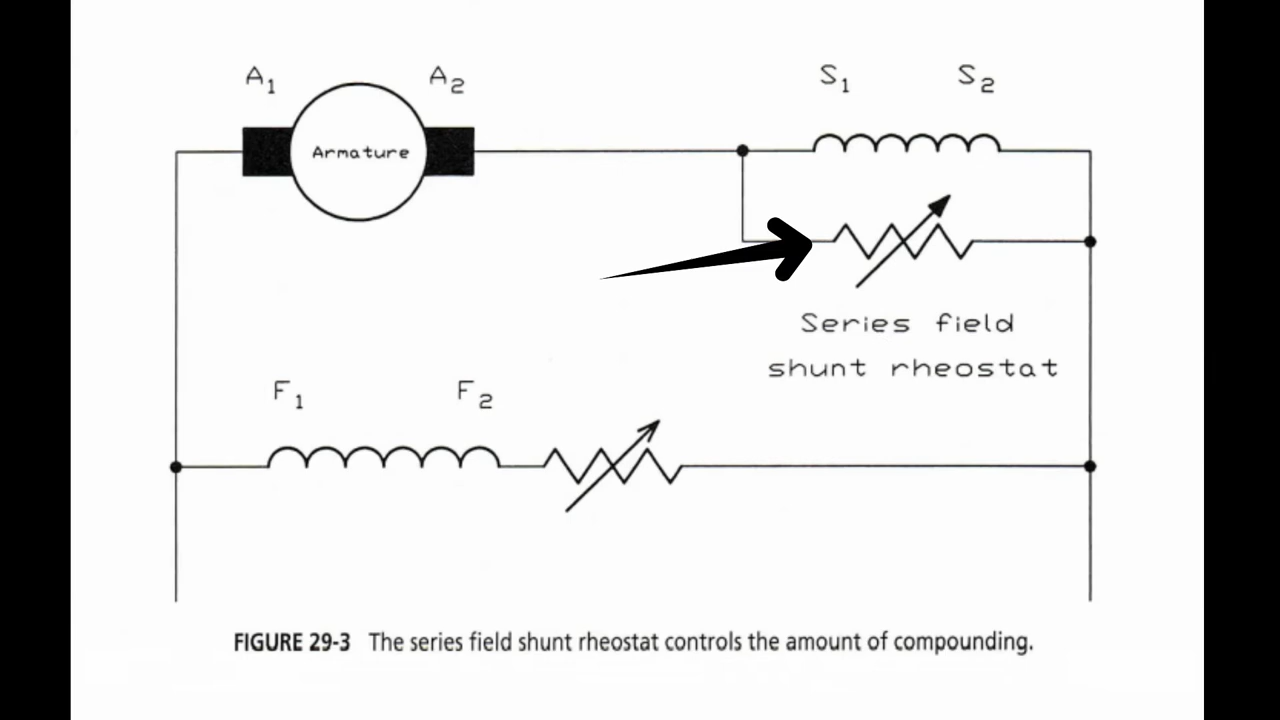 A1 A2 S1 S2
Armature
Series field
shunt rheostat
F1 F2
FIGURE 29-3 The series field shunt rheostat controls the amount of compounding.